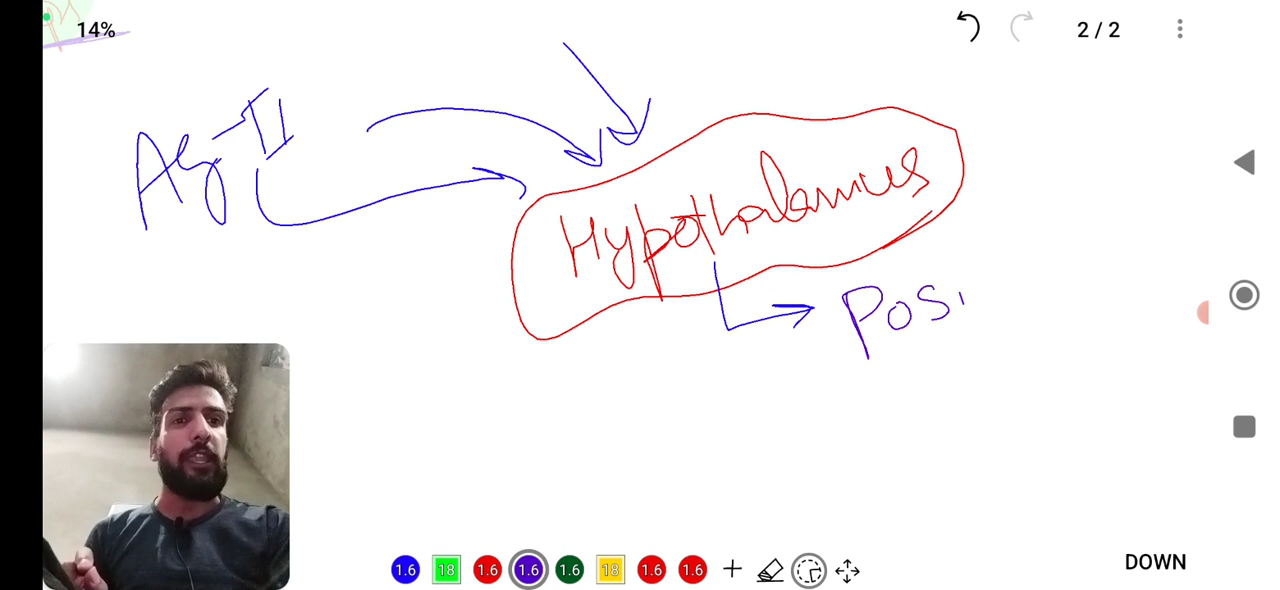 14%
2 / 2
Ag-II
Hypothalamus
Pos
1.6 18 1.6 1.6 1.6 18 1.6 1.6
DOWN